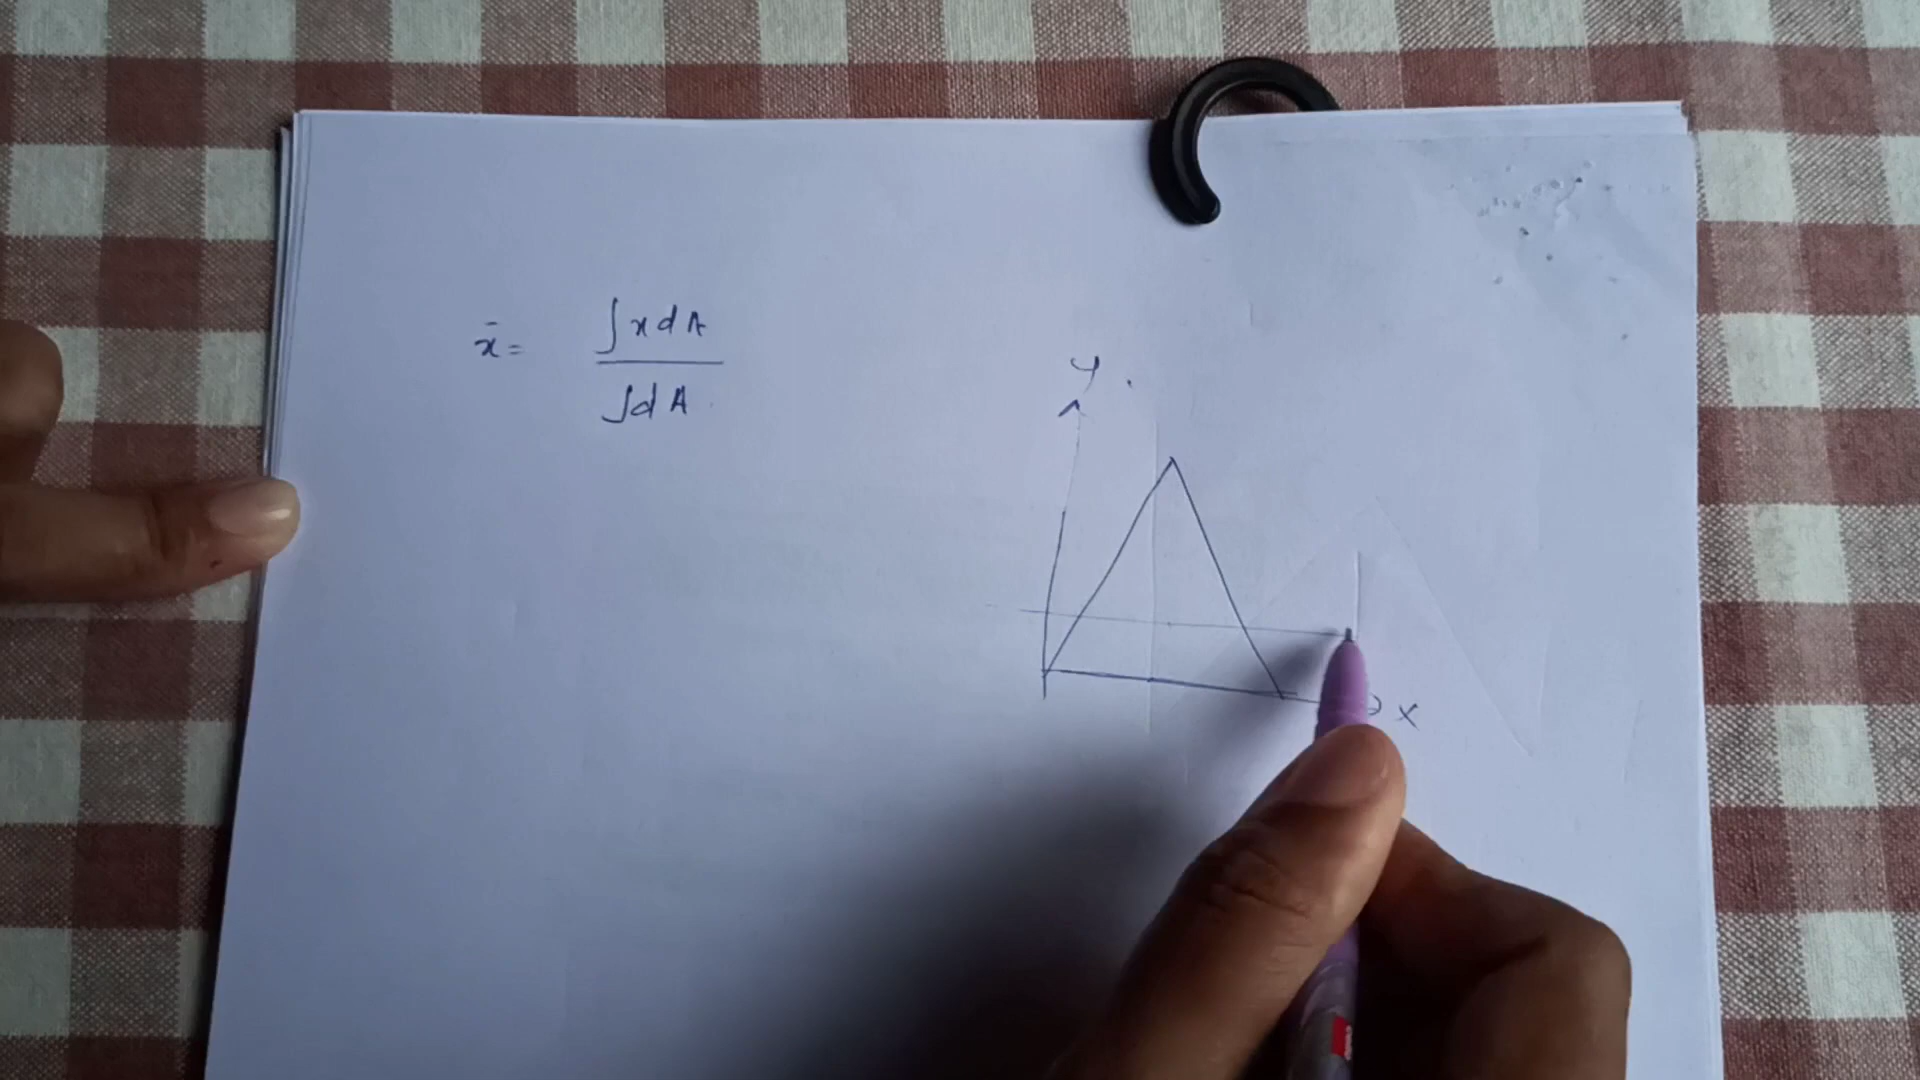 x̄ = ∫x dA
∫dA
y
x